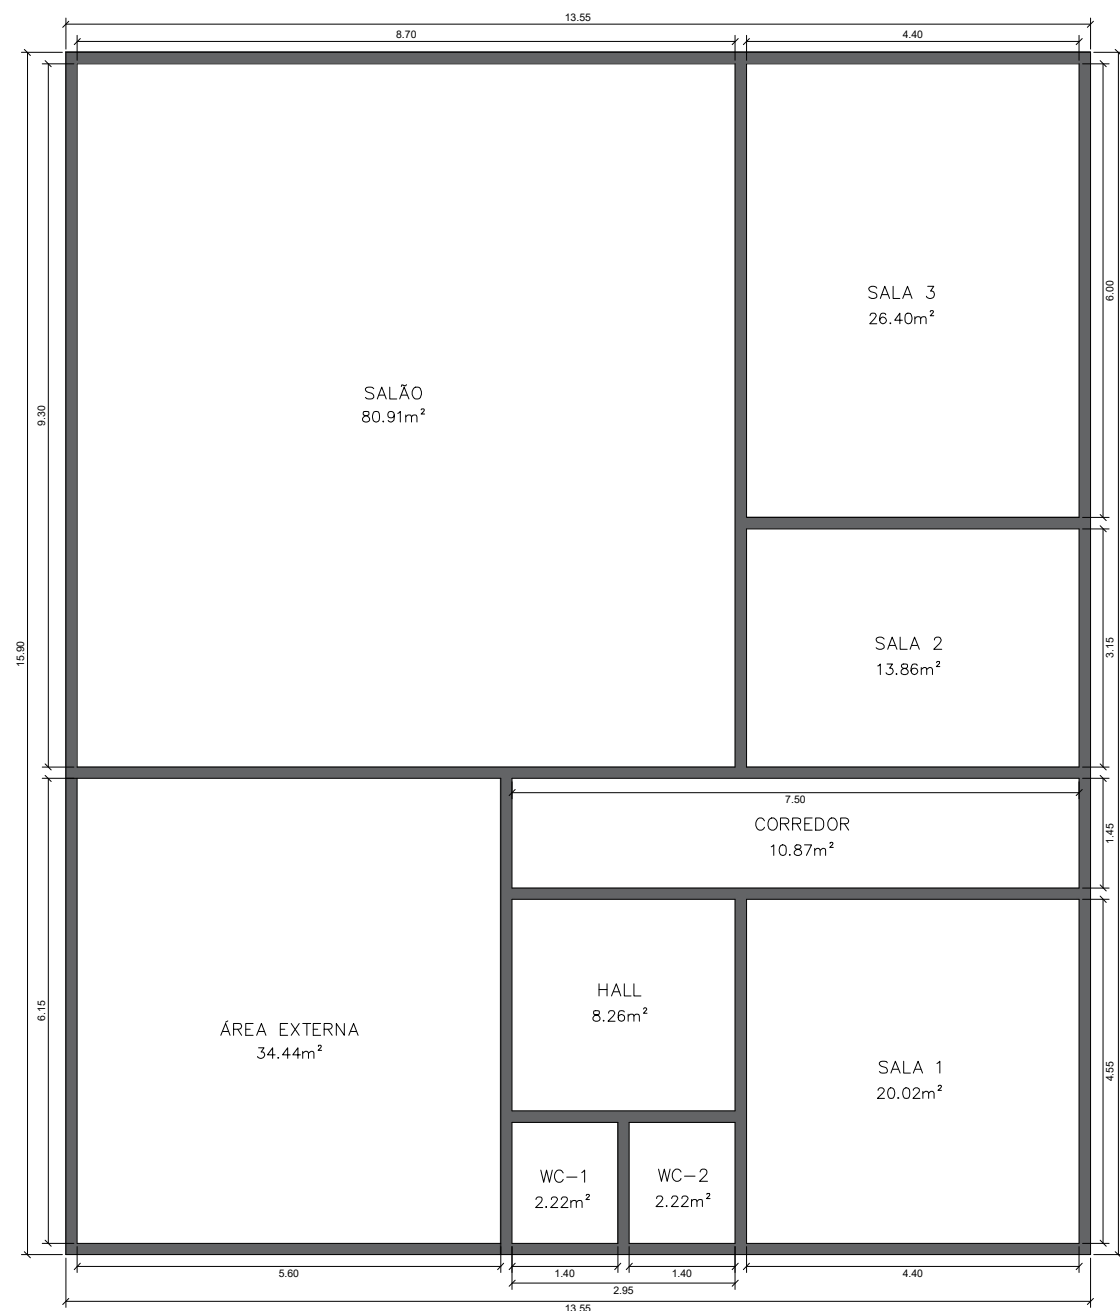 13.55
8.70
4.40
SALÃO
80.91m²
9.30
15.90
SALA 3
26.40m²
6.00
SALA 2
13.86m²
3.15
7.50
CORREDOR
10.87m²
1.45
ÁREA EXTERNA
34.44m²
6.15
HALL
8.26m²
SALA 1
20.02m²
4.55
WC-1
2.22m²
WC-2
2.22m²
5.60
1.40
1.40
4.40
2.95
13.55